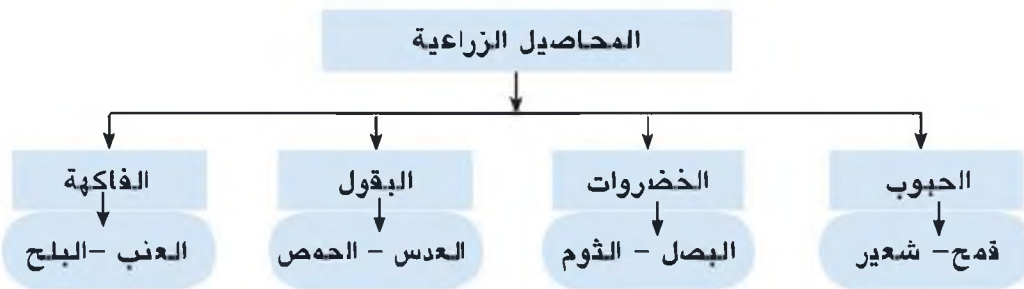 المحاصيل الزراعية
الحبوب
الخضروات
البقول
الفاكهة
قمح- شعير
البصل - الثوم
العدس - الحمص
العنب -البلح